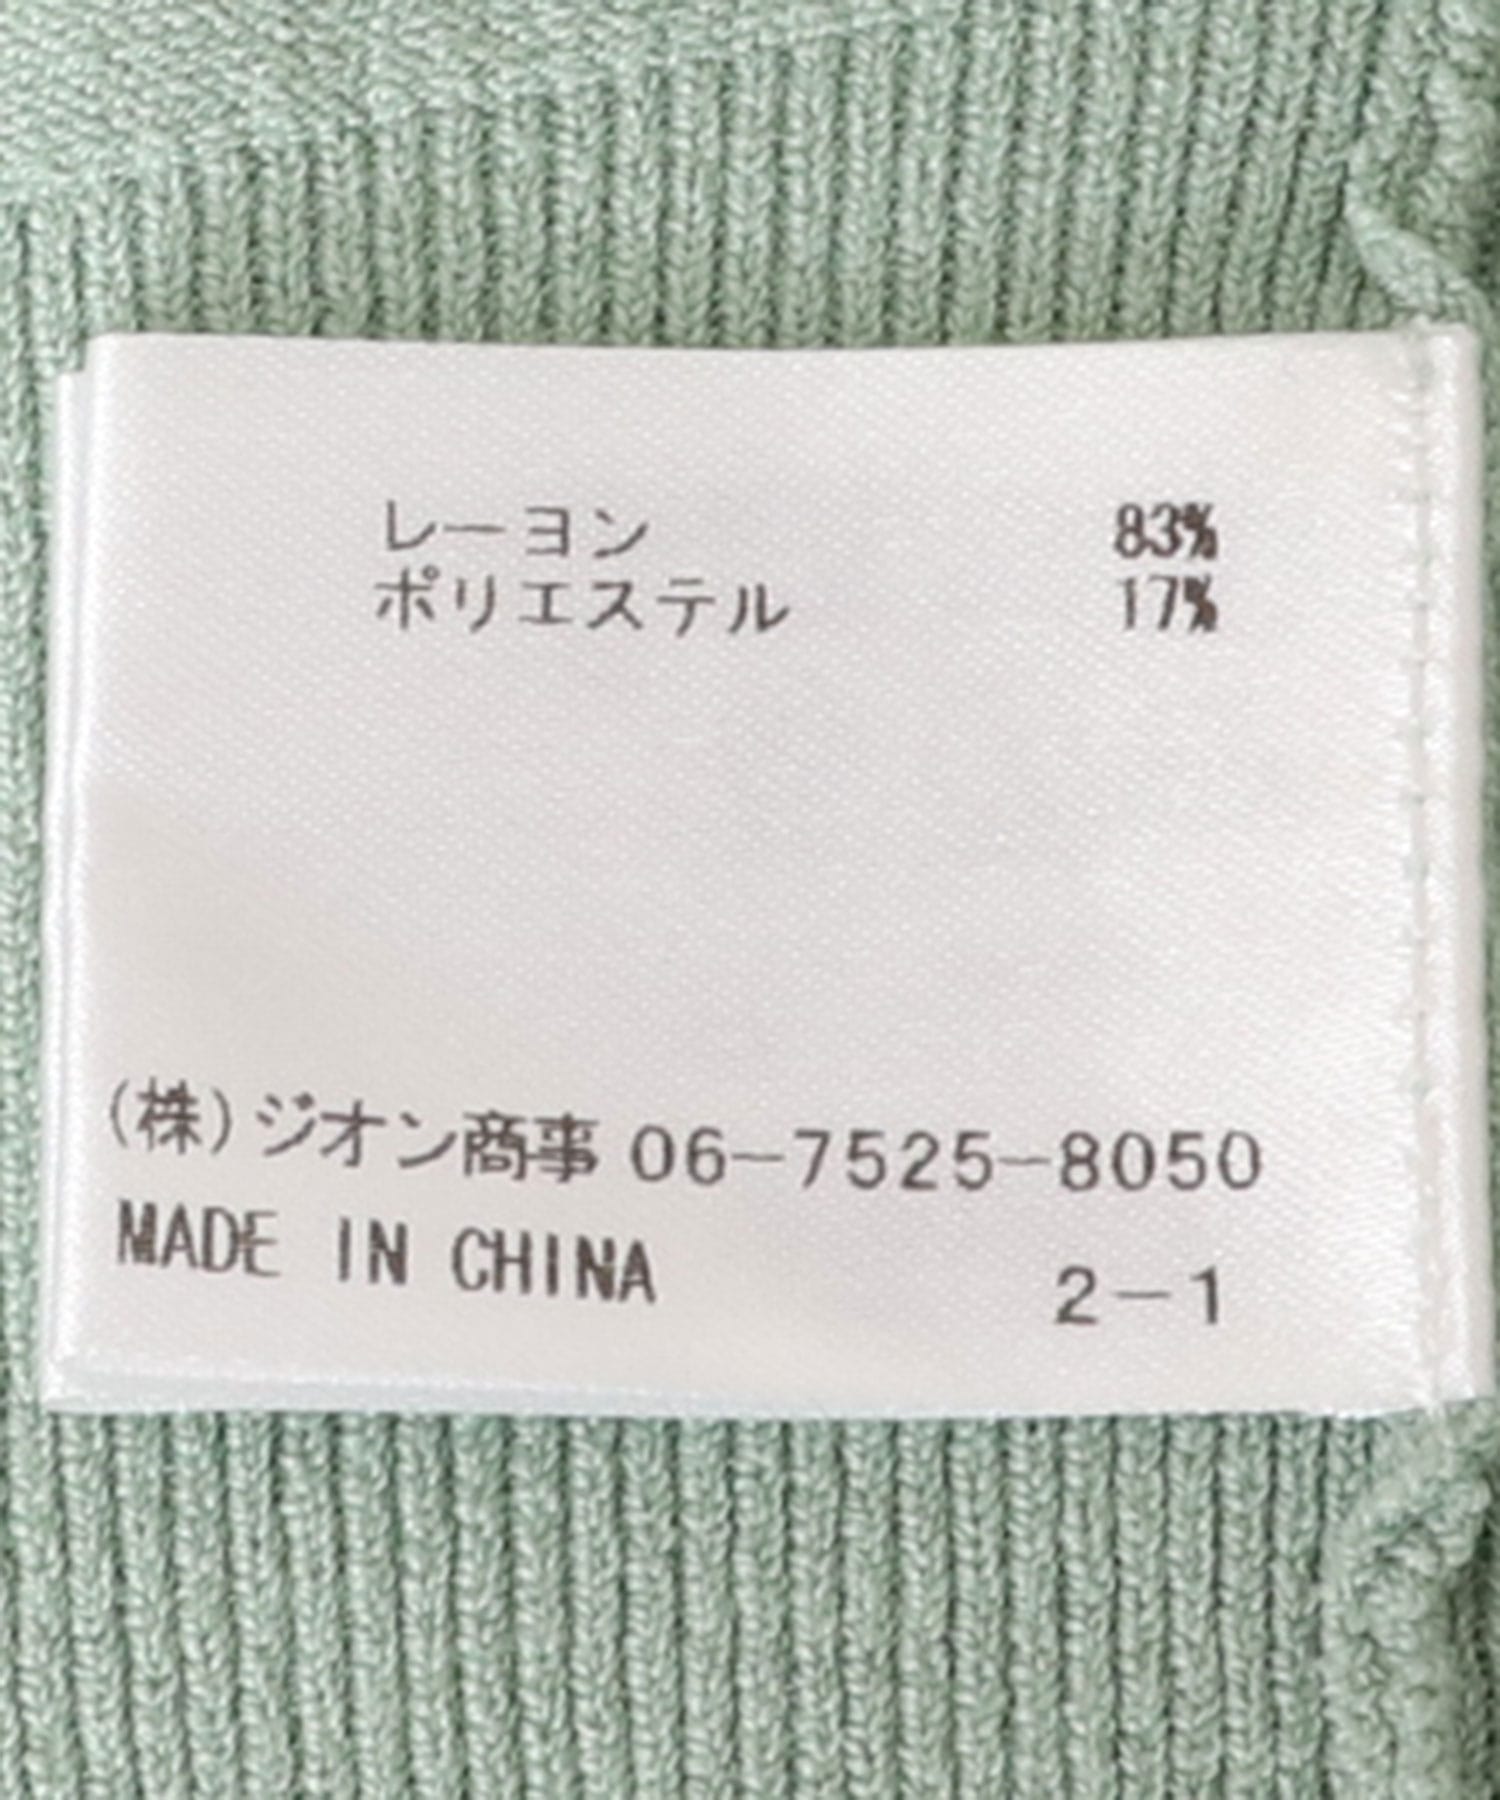 レーヨン 83%
ポリエステル 17%
(株)ジオン商事 06-7525-8050
MADE IN CHINA 2-1